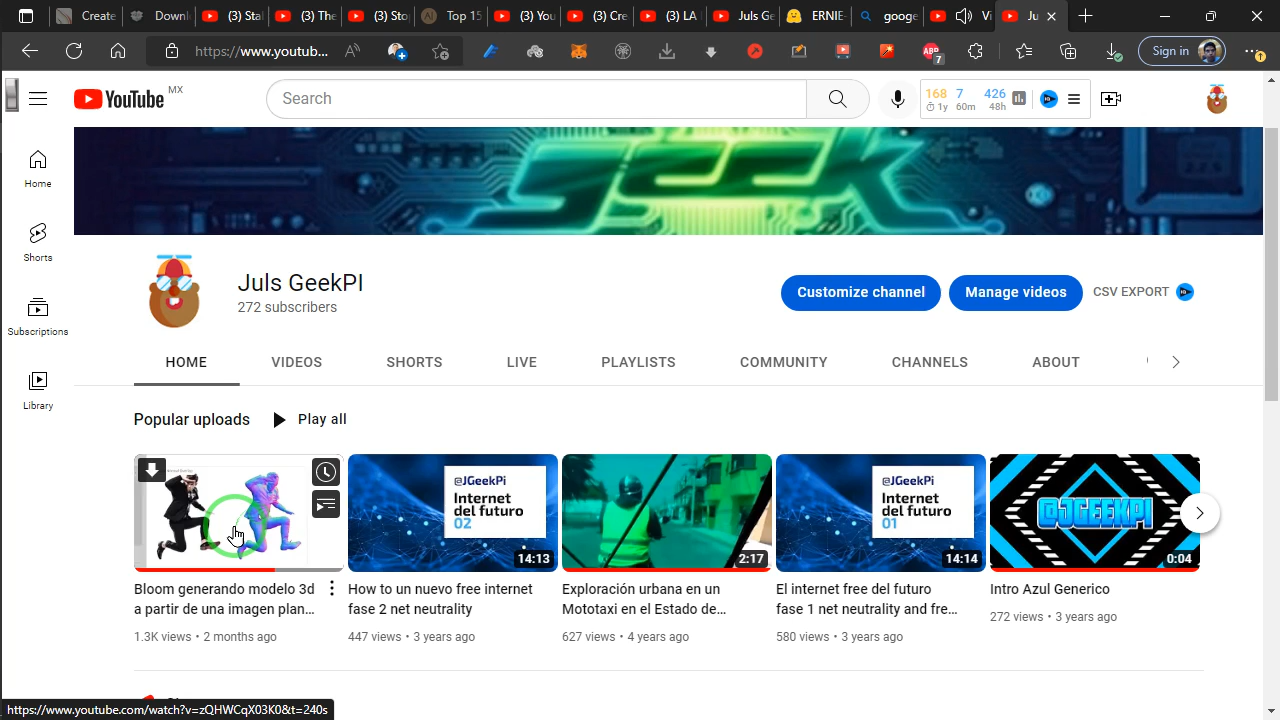 Create
Downl
(3) Sta
(3) The
(3) Sto
Top 15
(3) You
(3) Cre
(3) LA
Juls Ge
ERNIE-
googe
Vi
Ju
https://www.youtub...
Sign in
YouTube MX
Search
168 7 426
1y 60m 48h
ABP
7
Home
Shorts
Subscriptions
Library
GEEK
Juls GeekPI
272 subscribers
Customize channel
Manage videos
CSV EXPORT
HOME
VIDEOS
SHORTS
LIVE
PLAYLISTS
COMMUNITY
CHANNELS
ABOUT
Popular uploads
Play all
@JGeekPi
Internet
del futuro
02
14:13
2:17
@JGeekPi
Internet
del futuro
01
14:14
@JGEEKPI
0:04
Bloom generando modelo 3d
a partir de una imagen plan...
1.3K views • 2 months ago
How to un nuevo free internet
fase 2 net neutrality
447 views • 3 years ago
Exploración urbana en un
Mototaxi en el Estado de...
627 views • 4 years ago
El internet free del futuro
fase 1 net neutrality and fre...
580 views • 3 years ago
Intro Azul Generico
272 views • 3 years ago
https://www.youtube.com/watch?v=zQHWCqX03K0&t=240s